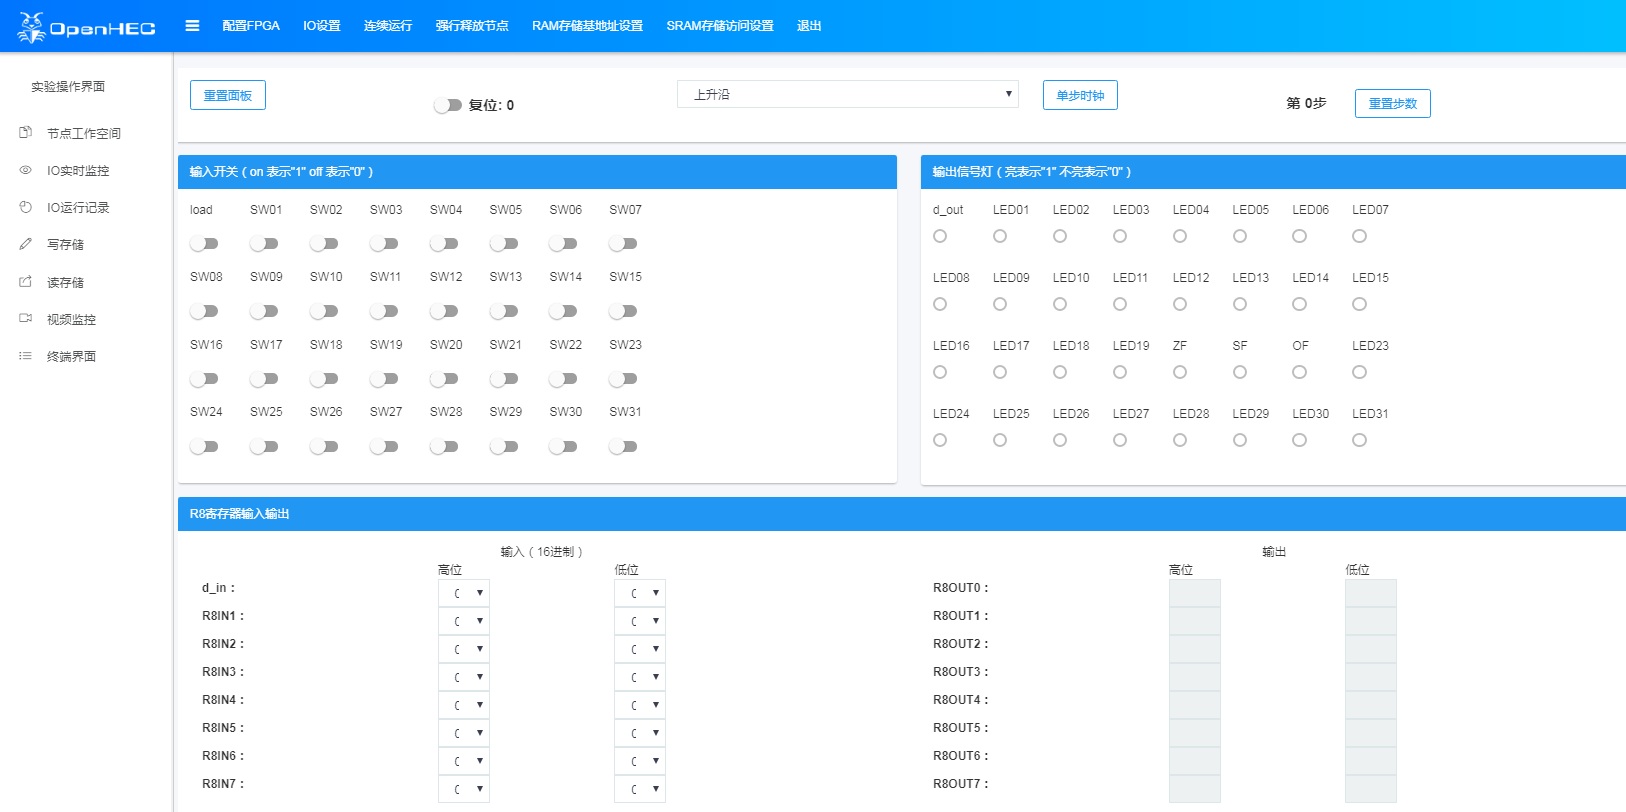 OpenHEC 配置FPGA IO设置 连续运行 强行释放节点 RAM存储基地址设置 SRAM存储访问设置 退出
实验操作界面
节点工作空间
IO实时监控
IO运行记录
写存储
读存储
视频监控
终端界面
重置面板 复位: 0 上升沿 单步时钟 第 0步 重置步数
输入开关（on 表示"1" off 表示"0"）
load SW01 SW02 SW03 SW04 SW05 SW06 SW07
SW08 SW09 SW10 SW11 SW12 SW13 SW14 SW15
SW16 SW17 SW18 SW19 SW20 SW21 SW22 SW23
SW24 SW25 SW26 SW27 SW28 SW29 SW30 SW31
输出信号灯（亮表示"1" 不亮表示"0"）
d_out LED01 LED02 LED03 LED04 LED05 LED06 LED07
LED08 LED09 LED10 LED11 LED12 LED13 LED14 LED15
LED16 LED17 LED18 LED19 ZF SF OF LED23
LED24 LED25 LED26 LED27 LED28 LED29 LED30 LED31
R8寄存器输入输出
输入（16进制）
高位 低位
d_in：
R8IN1：
R8IN2：
R8IN3：
R8IN4：
R8IN5：
R8IN6：
R8IN7：
输出
高位 低位
R8OUT0：
R8OUT1：
R8OUT2：
R8OUT3：
R8OUT4：
R8OUT5：
R8OUT6：
R8OUT7：